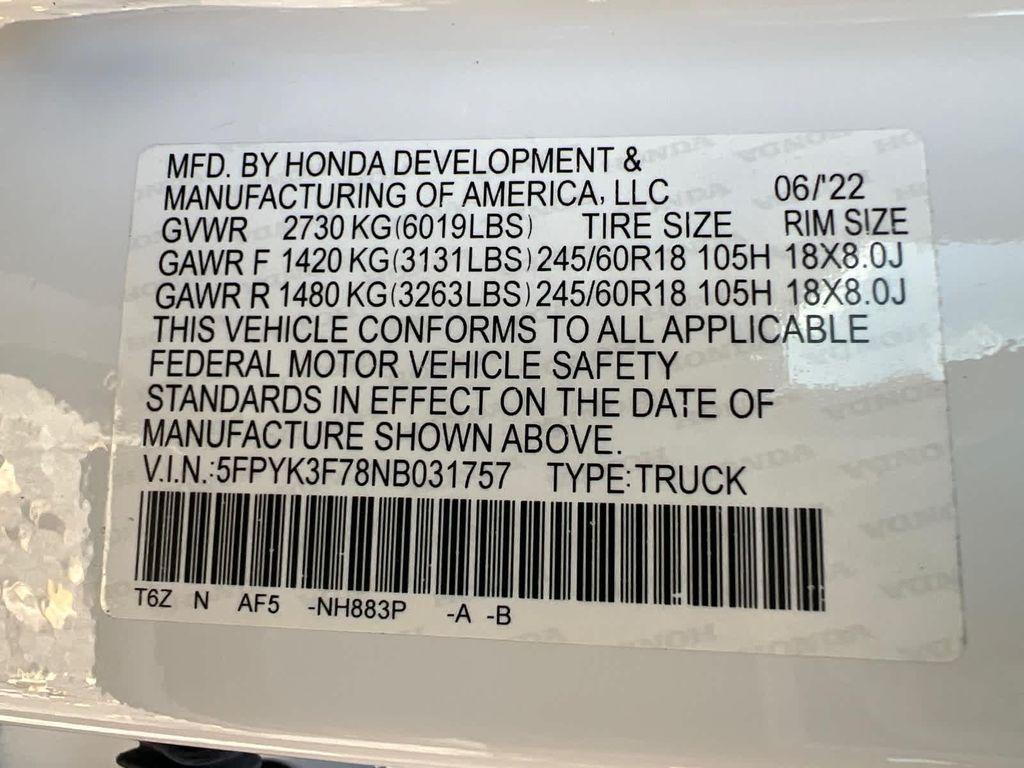 MFD. BY HONDA DEVELOPMENT &
MANUFACTURING OF AMERICA, LLC 06/'22
GVWR 2730 KG(6019LBS) TIRE SIZE RIM SIZE
GAWR F 1420 KG(3131LBS) 245/60R18 105H 18X8.0J
GAWR R 1480 KG(3263LBS) 245/60R18 105H 18X8.0J
THIS VEHICLE CONFORMS TO ALL APPLICABLE
FEDERAL MOTOR VEHICLE SAFETY
STANDARDS IN EFFECT ON THE DATE OF
MANUFACTURE SHOWN ABOVE.
V.I.N.:5FPYK3F78NB031757 TYPE:TRUCK
T6Z N AF5 -NH883P -A -B